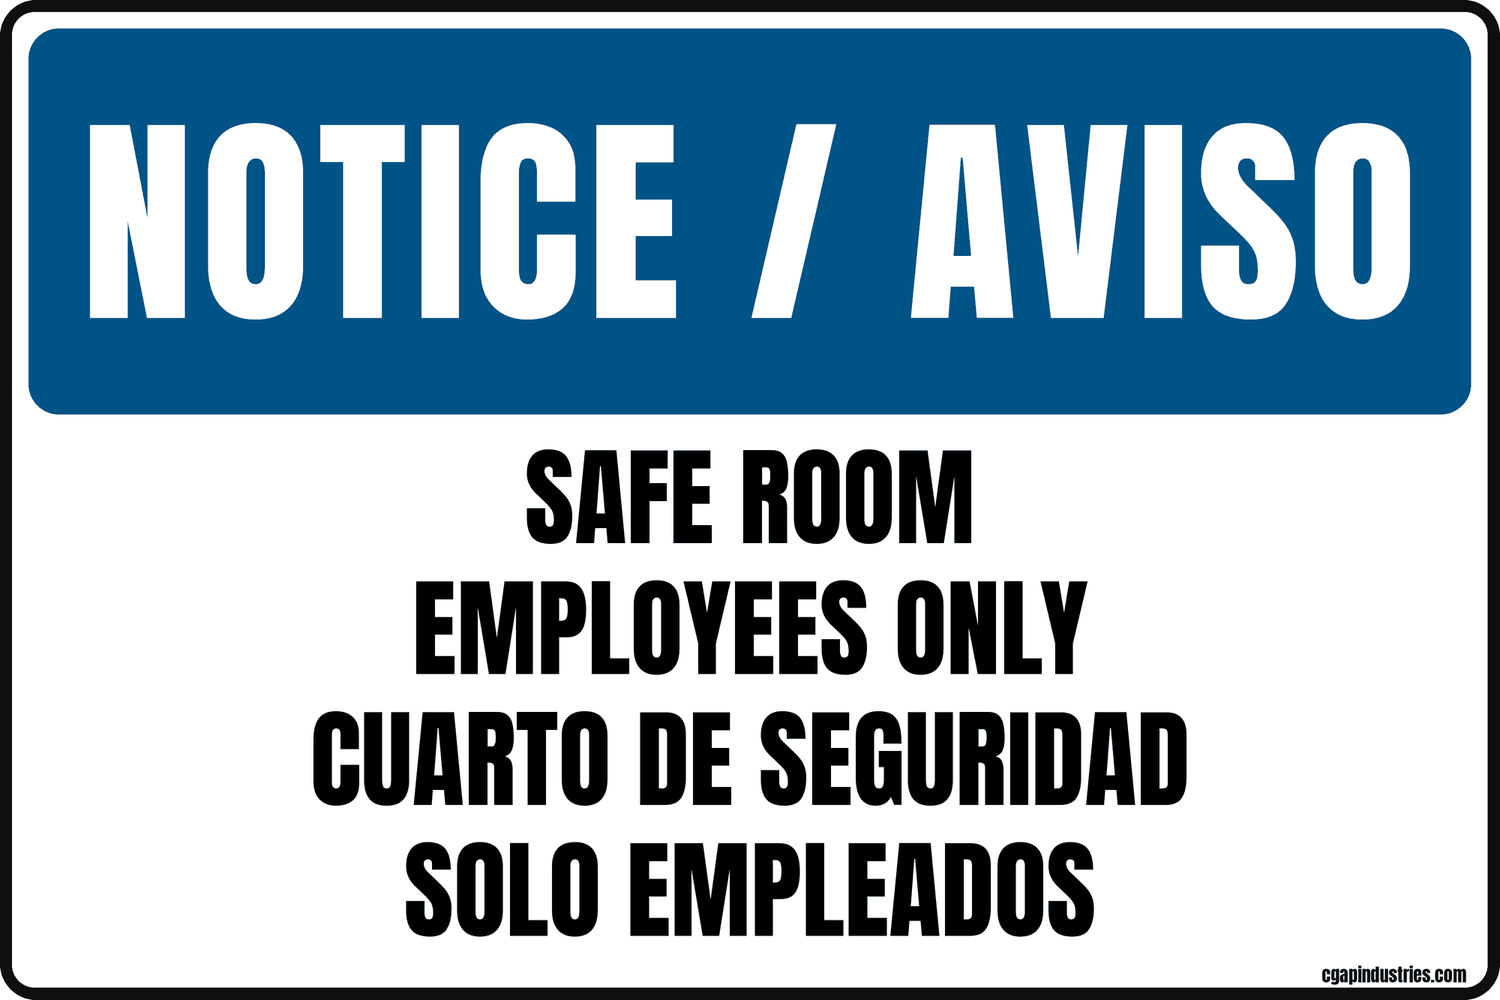 NOTICE / AVISO
SAFE ROOM
EMPLOYEES ONLY
CUARTO DE SEGURIDAD
SOLO EMPLEADOS
cgapindustries.com